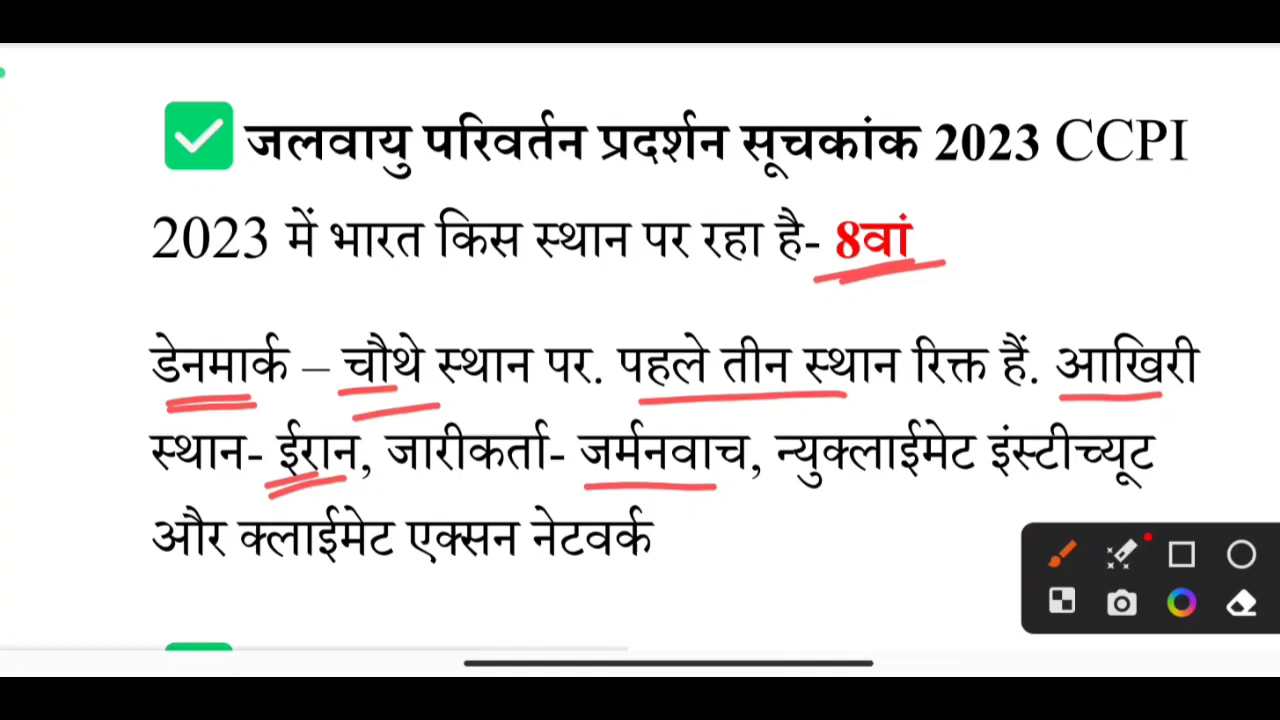 जलवायु परिवर्तन प्रदर्शन सूचकांक 2023 CCPI
2023 में भारत किस स्थान पर रहा है- 8वां
डेनमार्क – चौथे स्थान पर. पहले तीन स्थान रिक्त हैं. आखिरी
स्थान- ईरान, जारीकर्ता- जर्मनवाच, न्युक्लाईमेट इंस्टीच्यूट
और क्लाईमेट एक्सन नेटवर्क